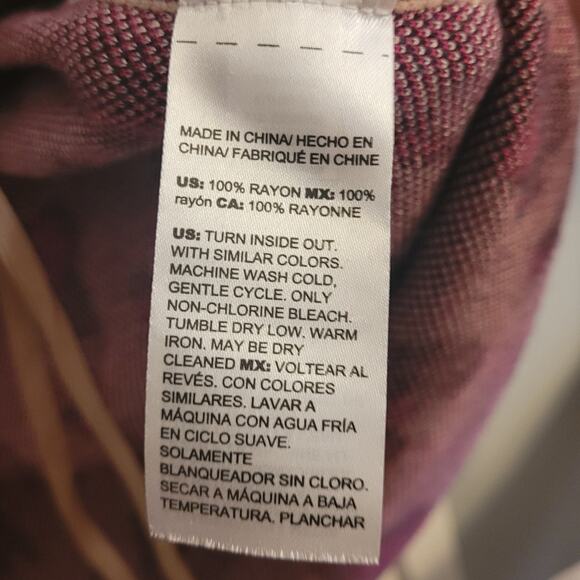 MADE IN CHINA/ HECHO EN
CHINA/ FABRIQUÉ EN CHINE
US: 100% RAYON MX: 100%
rayón CA: 100% RAYONNE
US: TURN INSIDE OUT.
WITH SIMILAR COLORS.
MACHINE WASH COLD,
GENTLE CYCLE. ONLY
NON-CHLORINE BLEACH.
TUMBLE DRY LOW. WARM
IRON. MAY BE DRY
CLEANED MX: VOLTEAR AL
REVÉS. CON COLORES
SIMILARES. LAVAR A
MÁQUINA CON AGUA FRÍA
EN CICLO SUAVE.
SOLAMENTE
BLANQUEADOR SIN CLORO.
SECAR A MÁQUINA A BAJA
TEMPERATURA. PLANCHAR